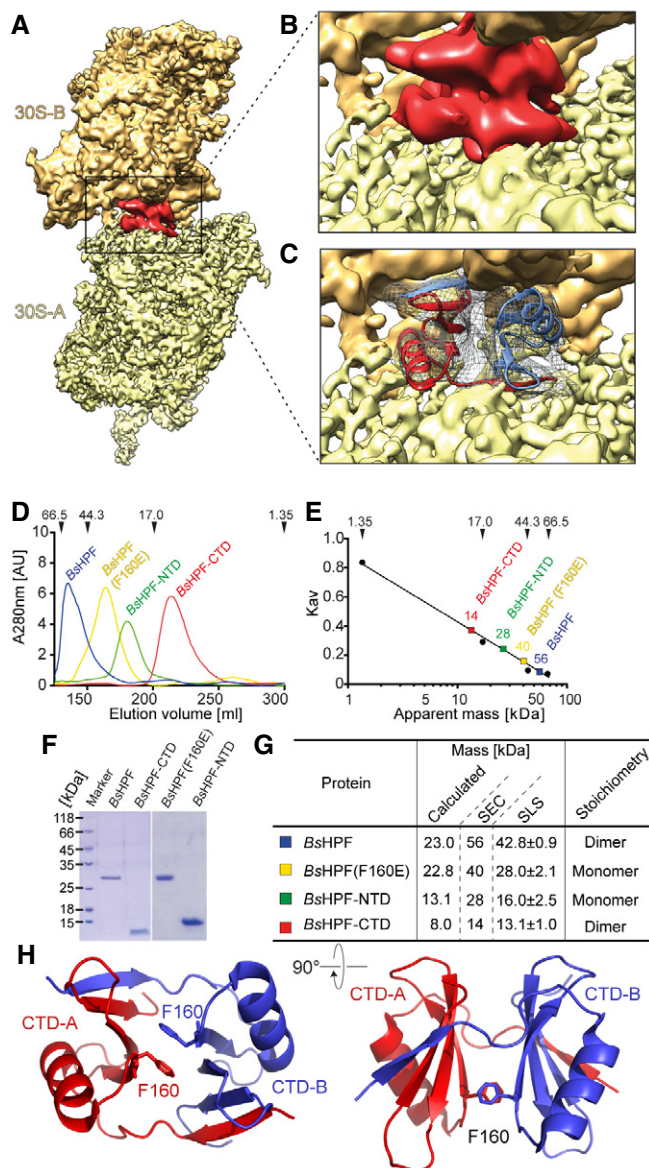 A
30S-B
30S-A
B
C
D
66.5 44.3 17.0 1.35
A280nm [AU]
10
8
6
4
2
0
BsHPF
BsHPF (F160E)
BsHPF-NTD
BsHPF-CTD
150 200 250 300
Elution volume [ml]
E
1.35 17.0 44.3 66.5
Kav
1.0
0.8
0.6
0.4
0.2
0
BsHPF-CTD
BsHPF-NTD
BsHPF (F160E)
BsHPF
14
28
40
56
1 5 10 50 100
Apparent mass [kDa]
F
[kDa] Marker BsHPF BsHPF-CTD BsHPF(F160E) BsHPF-NTD
118
66
45
35
25
18
15
G
Mass [kDa]
Protein Calculated SEC SLS Stoichiometry
BsHPF 23.0 56 42.8±0.9 Dimer
BsHPF(F160E) 22.8 40 28.0±2.1 Monomer
BsHPF-NTD 13.1 28 16.0±2.5 Monomer
BsHPF-CTD 8.0 14 13.1±1.0 Dimer
H
CTD-A
F160
F160
CTD-B
90°
CTD-A
CTD-B
F160